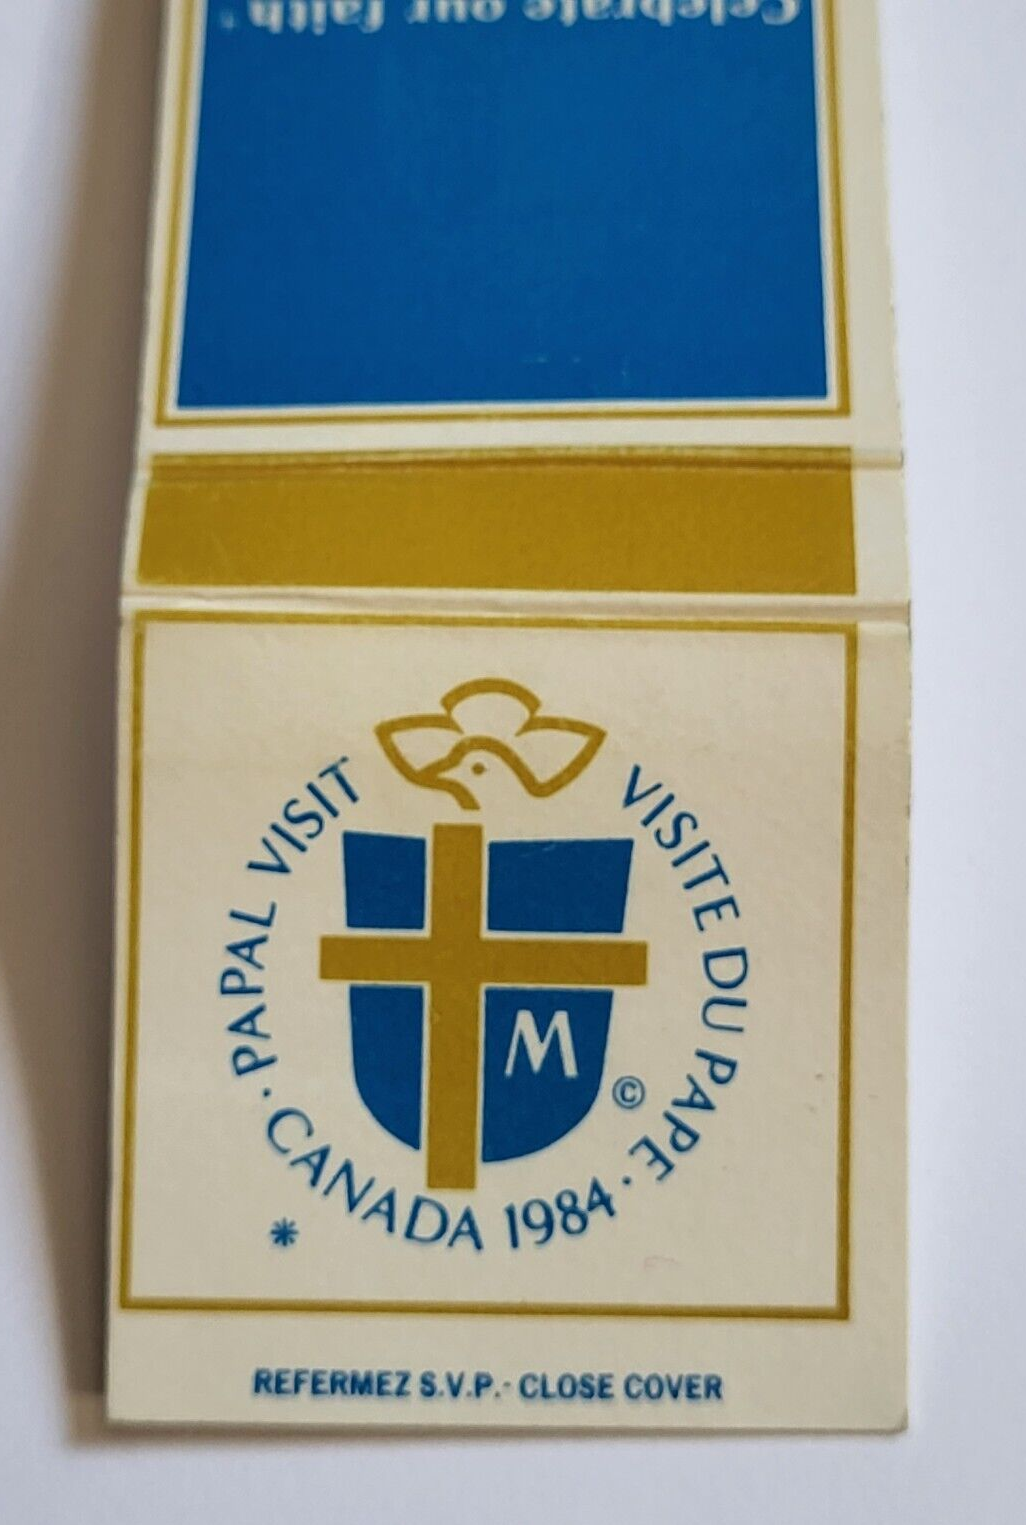 Celebrate our faith*
PAPAL VISIT
VISITE DU PAPE
· CANADA 1984 ·
M
©
*
REFERMEZ S.V.P.- CLOSE COVER